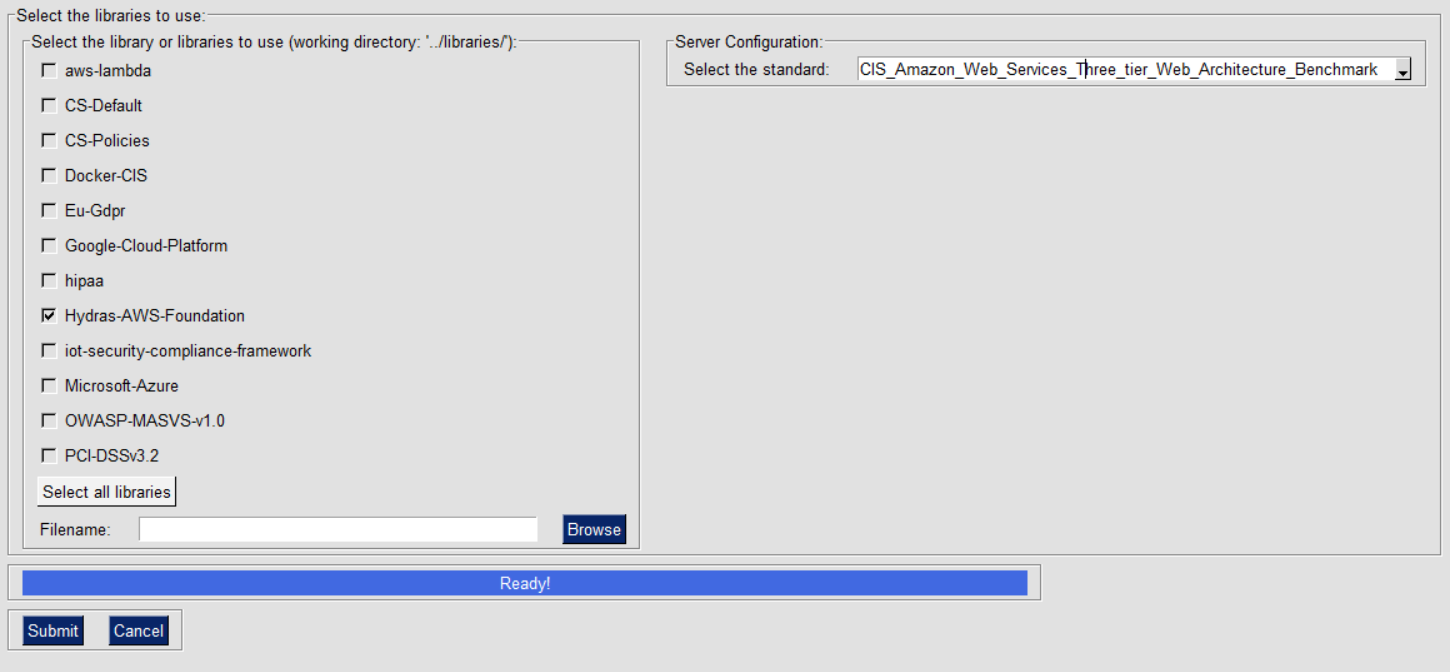 Select the libraries to use:
Select the library or libraries to use (working directory: '../libraries/'):
aws-lambda
CS-Default
CS-Policies
Docker-CIS
Eu-Gdpr
Google-Cloud-Platform
hipaa
Hydras-AWS-Foundation
iot-security-compliance-framework
Microsoft-Azure
OWASP-MASVS-v1.0
PCI-DSSv3.2
Select all libraries
Filename:
Browse
Server Configuration:
Select the standard: CIS_Amazon_Web_Services_Three_tier_Web_Architecture_Benchmark
Ready!
Submit Cancel